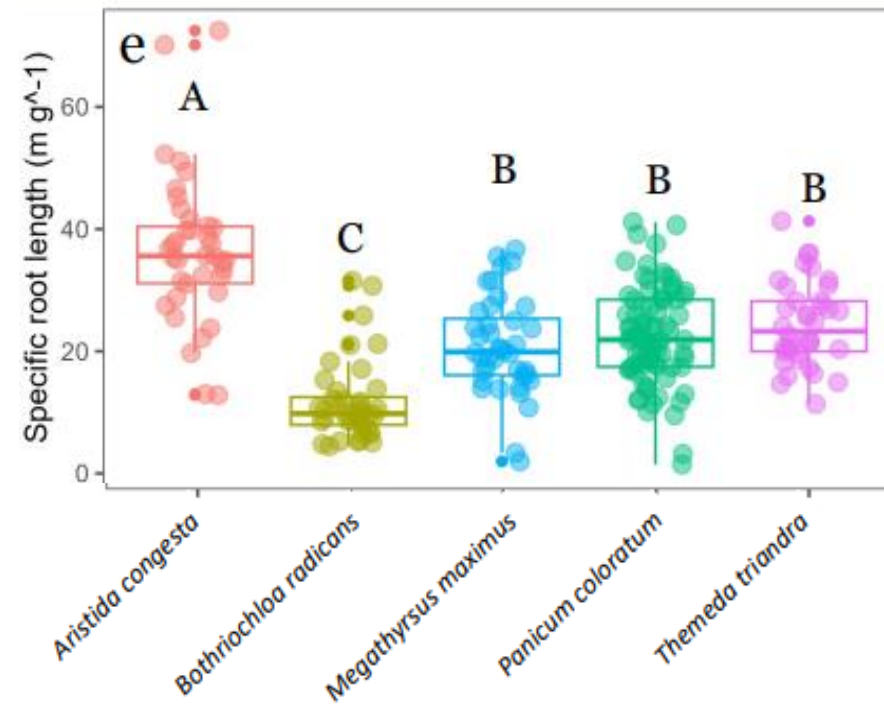 e
A
B
B
B
C
Specific root length (m g^-1)
60
40
20
0
Aristida congesta
Bothriochloa radicans
Megathyrsus maximus
Panicum coloratum
Themeda triandra